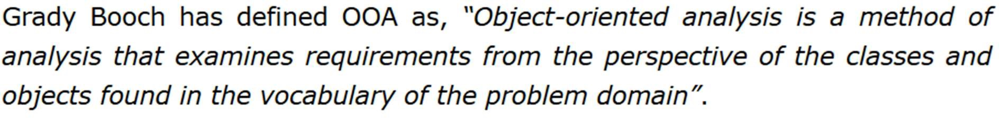 Grady Booch has defined OOA as, “Object-oriented analysis is a method of
analysis that examines requirements from the perspective of the classes and
objects found in the vocabulary of the problem domain”.